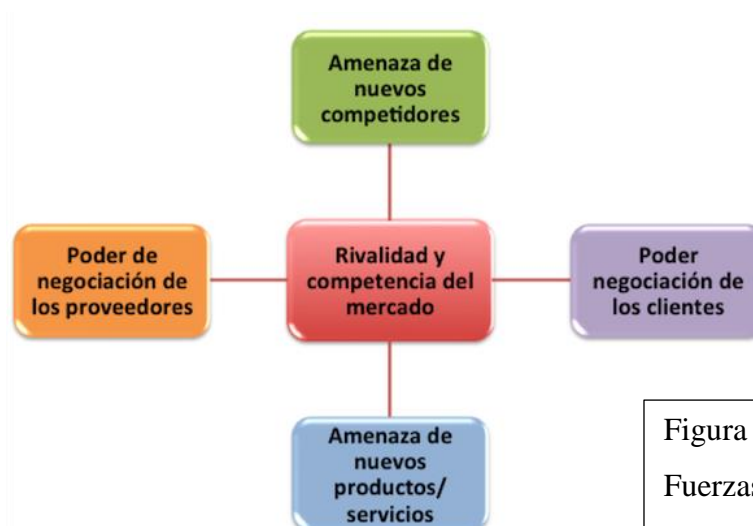 Amenaza de
nuevos
competidores
Poder de
negociación de
los proveedores
Rivalidad y
competencia del
mercado
Poder
negociación de
los clientes
Amenaza de
nuevos
productos/
servicios
Figura
Fuerzas